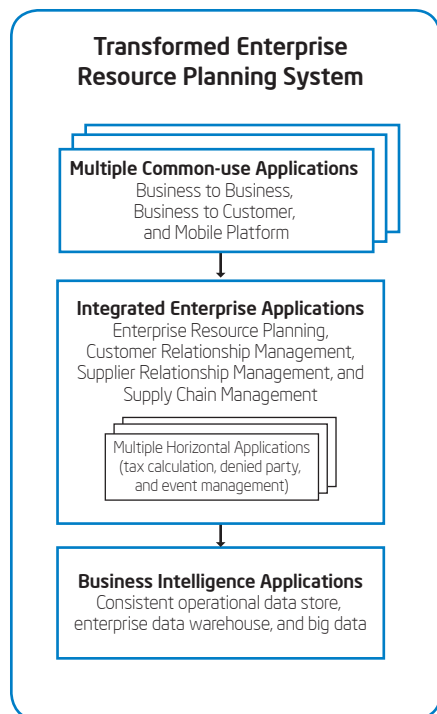 Transformed Enterprise
Resource Planning System
Multiple Common-use Applications
Business to Business,
Business to Customer,
and Mobile Platform
Integrated Enterprise Applications
Enterprise Resource Planning,
Customer Relationship Management,
Supplier Relationship Management, and
Supply Chain Management
Multiple Horizontal Applications
(tax calculation, denied party,
and event management)
Business Intelligence Applications
Consistent operational data store,
enterprise data warehouse, and big data